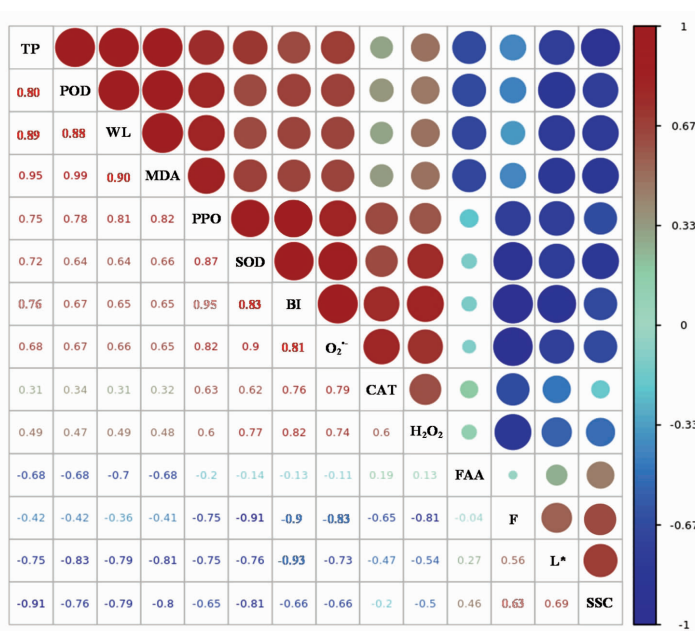 TP
0.80 POD
0.89 0.88 WL
0.95 0.99 0.90 MDA
0.75 0.78 0.81 0.82 PPO
0.72 0.64 0.64 0.66 0.87 SOD
0.76 0.67 0.65 0.65 0.95 0.83 BI
0.68 0.67 0.66 0.65 0.82 0.9 0.81 O₂˙⁻
0.31 0.34 0.31 0.32 0.63 0.62 0.76 0.79 CAT
0.49 0.47 0.49 0.48 0.6 0.77 0.82 0.74 0.6 H₂O₂
-0.68 -0.68 -0.7 -0.68 -0.2 -0.14 -0.13 -0.11 0.19 0.13 FAA
-0.42 -0.42 -0.36 -0.41 -0.75 -0.91 -0.9 -0.83 -0.65 -0.81 -0.04 F
-0.75 -0.83 -0.79 -0.81 -0.75 -0.76 -0.93 -0.73 -0.47 -0.54 0.27 0.56 L*
-0.91 -0.76 -0.79 -0.8 -0.65 -0.81 -0.66 -0.66 -0.2 -0.5 0.46 0.63 0.69 SSC
1
0.67
0.33
0
-0.33
-0.67
-1